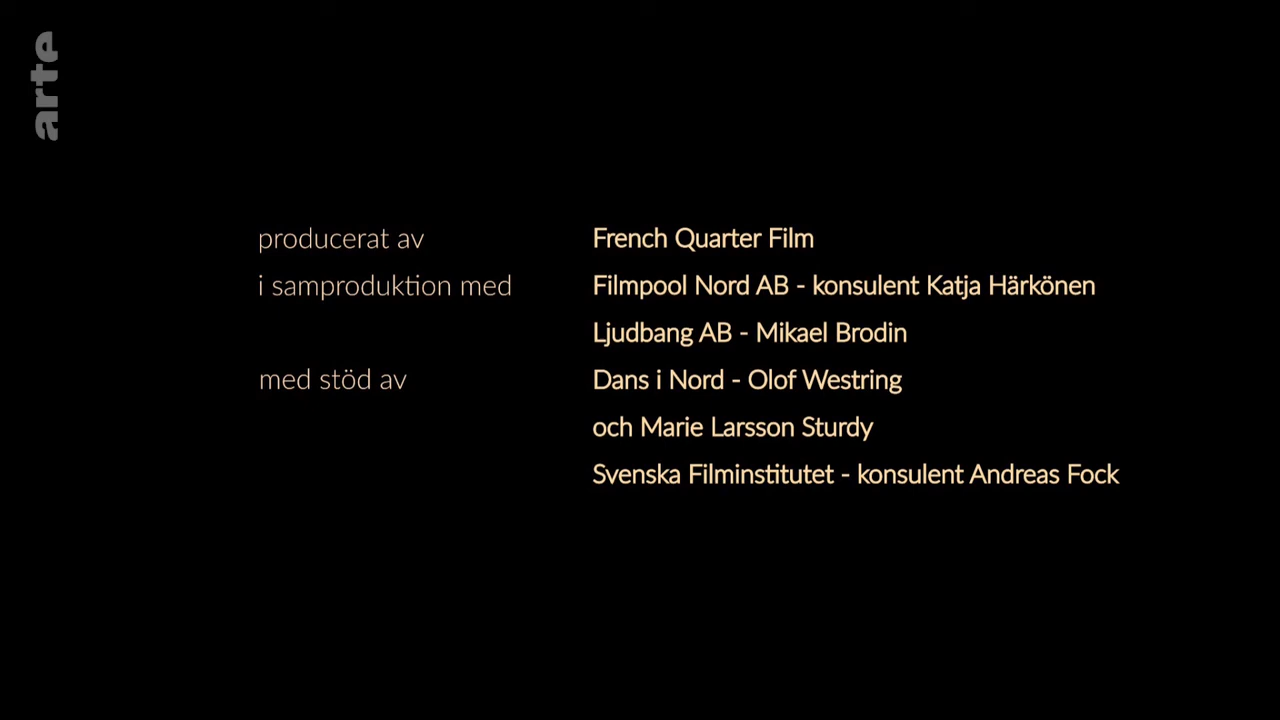 arte
producerat av French Quarter Film
i samproduktion med Filmpool Nord AB - konsulent Katja Härkönen
Ljudbang AB - Mikael Brodin
med stöd av Dans i Nord - Olof Westring
och Marie Larsson Sturdy
Svenska Filminstitutet - konsulent Andreas Fock